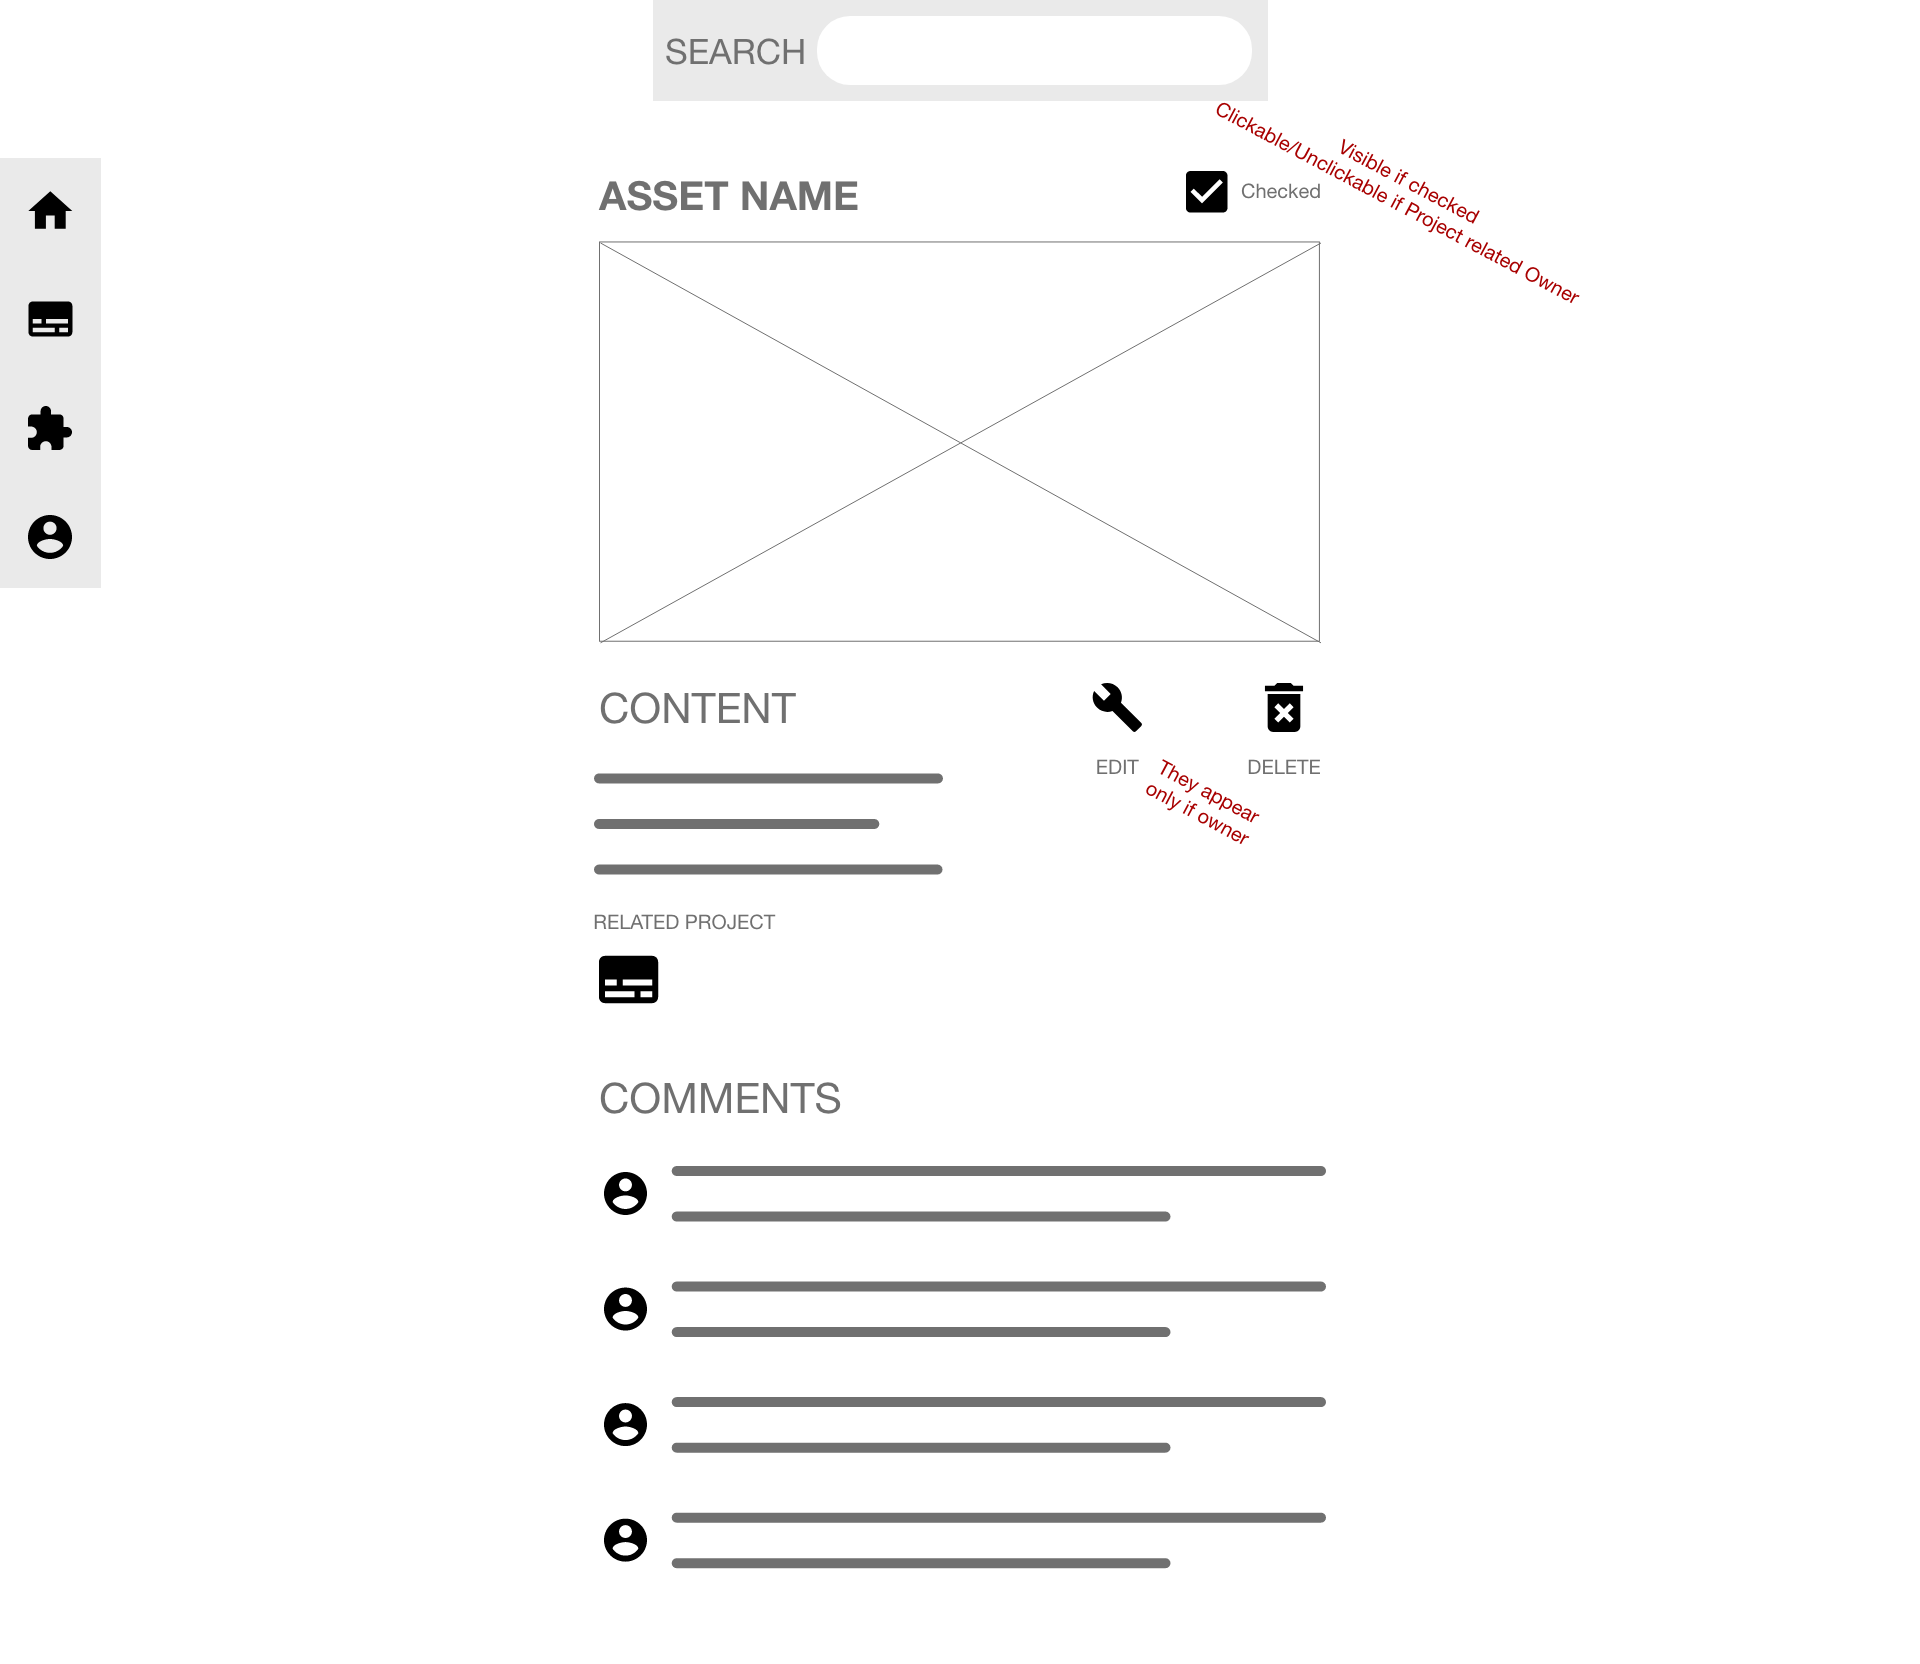 SEARCH
ASSET NAME
Checked
Visible if checked
Clickable/Unclickable if Project related Owner
CONTENT
EDIT
DELETE
They appear
only if owner
RELATED PROJECT
COMMENTS